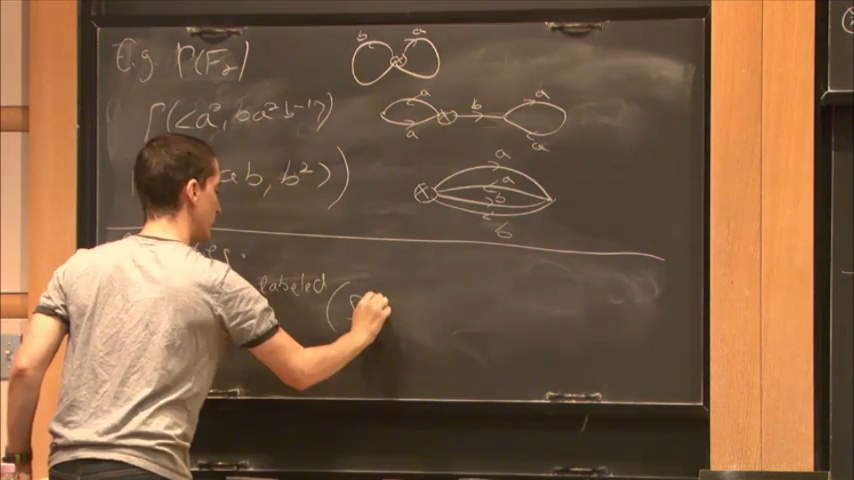 E.g. Γ(F₂) b a
Γ(<a², ba²b⁻¹>) a a b a a
ab, b²>) a a b b
labeled (